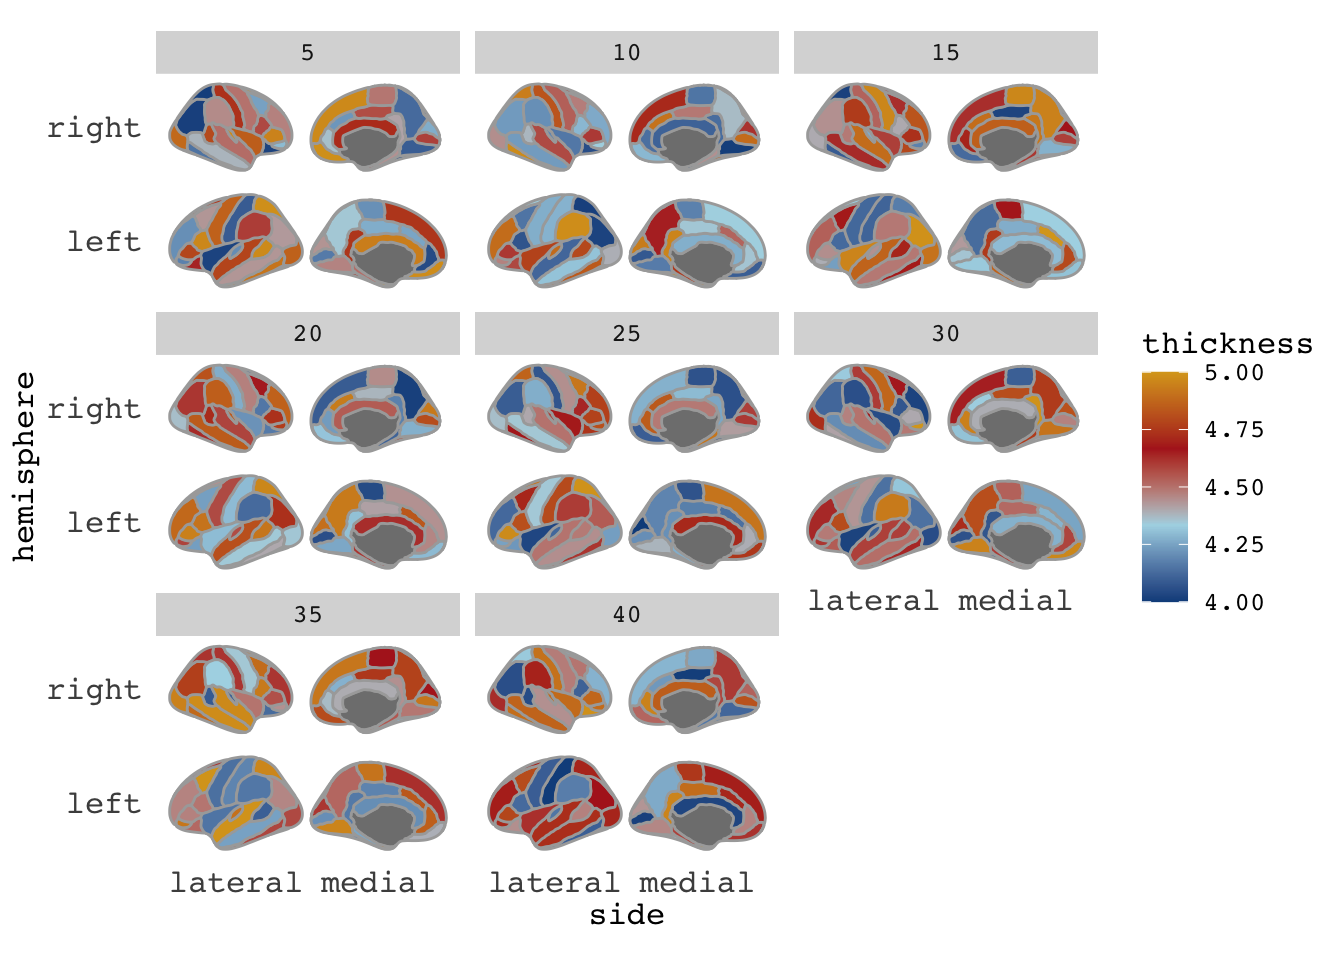 5 10 15
right
left
20 25 30
right
left
hemisphere
thickness
5.00
4.75
4.50
4.25
4.00
lateral medial
35 40
right
left
lateral medial lateral medial
side